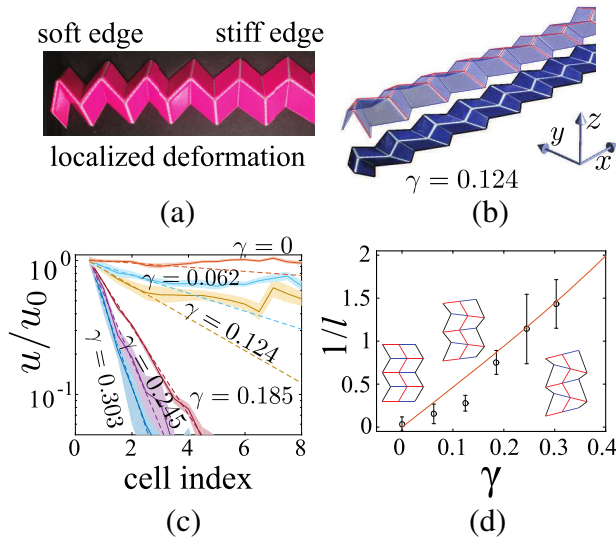 soft edge stiff edge
localized deformation
(a)
z
y
x
γ = 0.124
(b)
10⁰
10⁻¹
u/u₀
γ = 0
γ = 0.062
γ = 0.124
γ = 0.185
γ = 0.245
γ = 0.303
0 2 4 6 8
cell index
(c)
2
1.5
1
0.5
0
1/l
0 0.1 0.2 0.3 0.4
γ
(d)